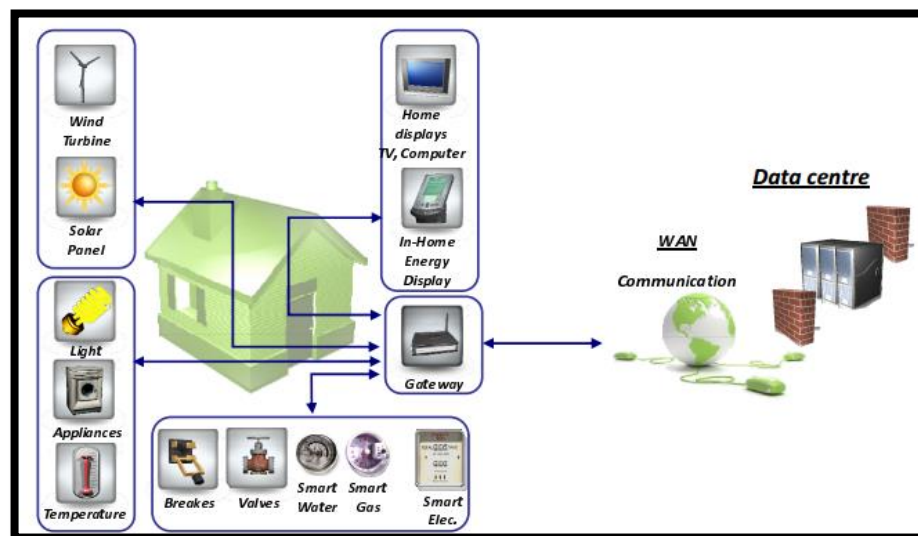 Wind
Turbine
Solar
Panel
Home
displays
TV, Computer
In-Home
Energy
Display
Light
Appliances
Temperature
Gateway
Breakes
Valves
Smart
Water
Smart
Gas
Smart
Elec.
WAN
Communication
Data centre